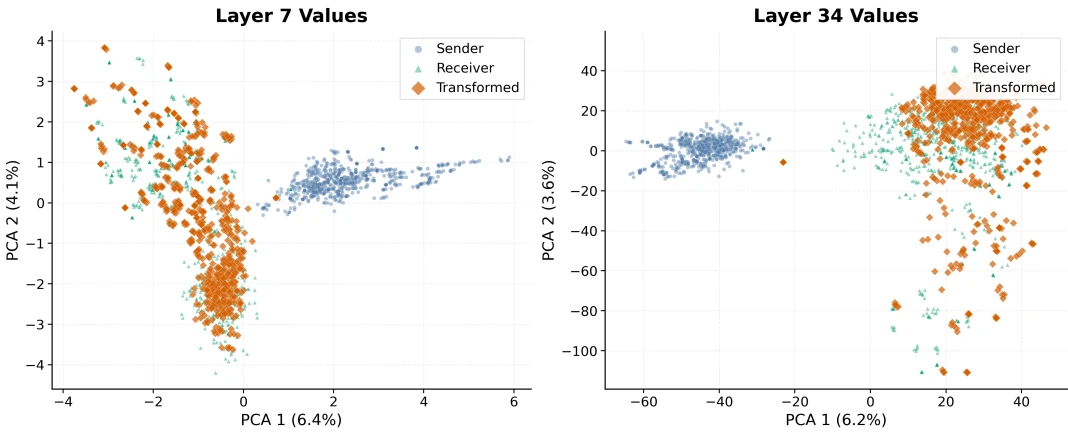 Layer 7 Values
Sender
Receiver
Transformed
4
3
2
1
0
−1
−2
−3
−4
PCA 2 (4.1%)
−4
−2
0
2
4
6
PCA 1 (6.4%)
Layer 34 Values
Sender
Receiver
Transformed
40
20
0
−20
−40
−60
−80
−100
PCA 2 (3.6%)
−60
−40
−20
0
20
40
PCA 1 (6.2%)